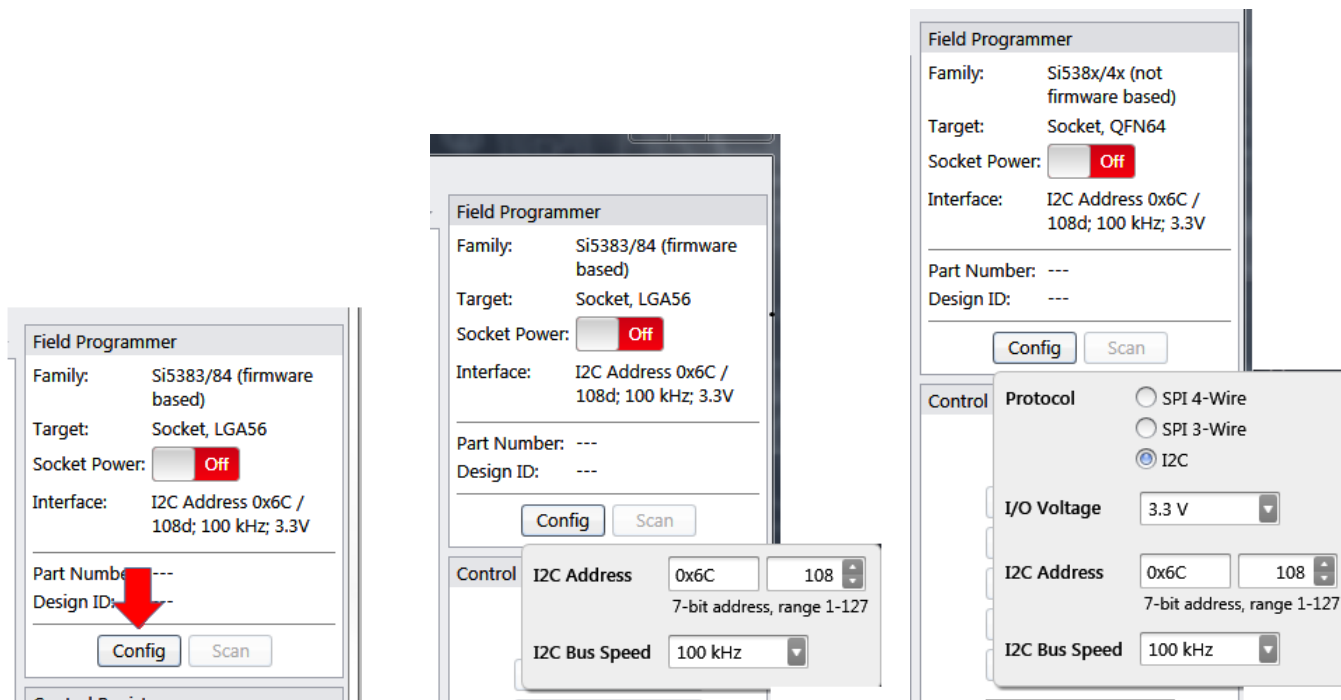 Field Programmer
Family: Si5383/84 (firmware
based)
Target: Socket, LGA56
Socket Power: Off
Interface: I2C Address 0x6C /
108d; 100 kHz; 3.3V
Part Numbe ---
Design ID: ---
Config Scan
Field Programmer
Family: Si5383/84 (firmware
based)
Target: Socket, LGA56
Socket Power: Off
Interface: I2C Address 0x6C /
108d; 100 kHz; 3.3V
Part Number: ---
Design ID: ---
Config Scan
Control
I2C Address 0x6C 108
7-bit address, range 1-127
I2C Bus Speed 100 kHz
Field Programmer
Family: Si538x/4x (not
firmware based)
Target: Socket, QFN64
Socket Power: Off
Interface: I2C Address 0x6C /
108d; 100 kHz; 3.3V
Part Number: ---
Design ID: ---
Config Scan
Control
Protocol SPI 4-Wire
SPI 3-Wire
I2C
I/O Voltage 3.3 V
I2C Address 0x6C 108
7-bit address, range 1-127
I2C Bus Speed 100 kHz